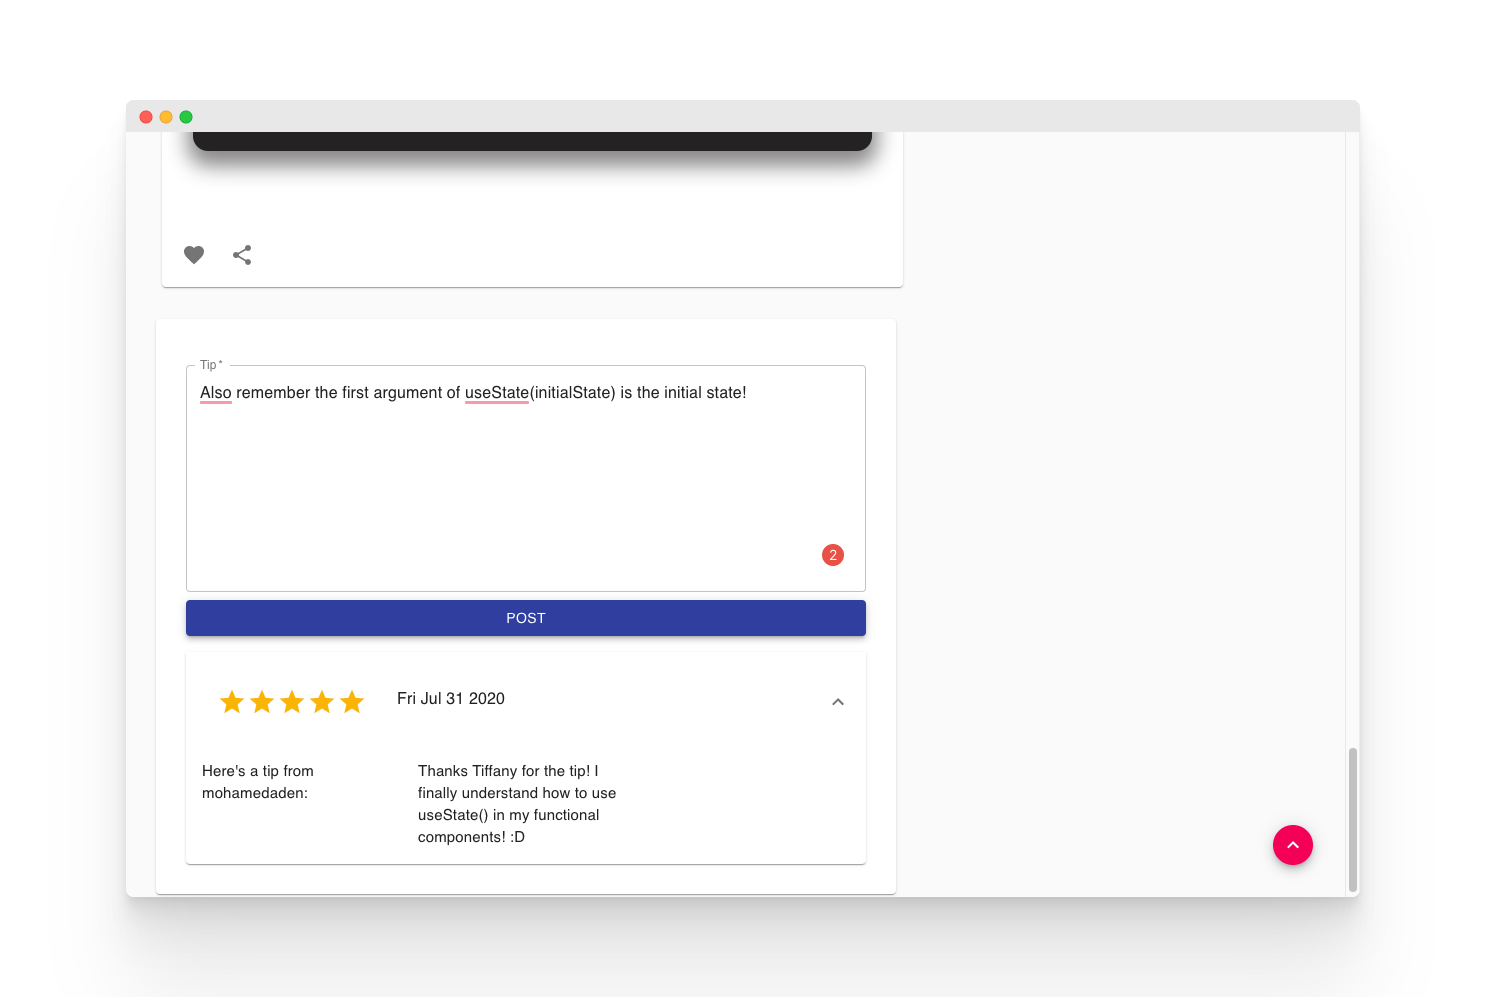 Tip *
Also remember the first argument of useState(initialState) is the initial state!
2
POST
Fri Jul 31 2020
Here's a tip from
mohamedaden:
Thanks Tiffany for the tip! I
finally understand how to use
useState() in my functional
components! :D